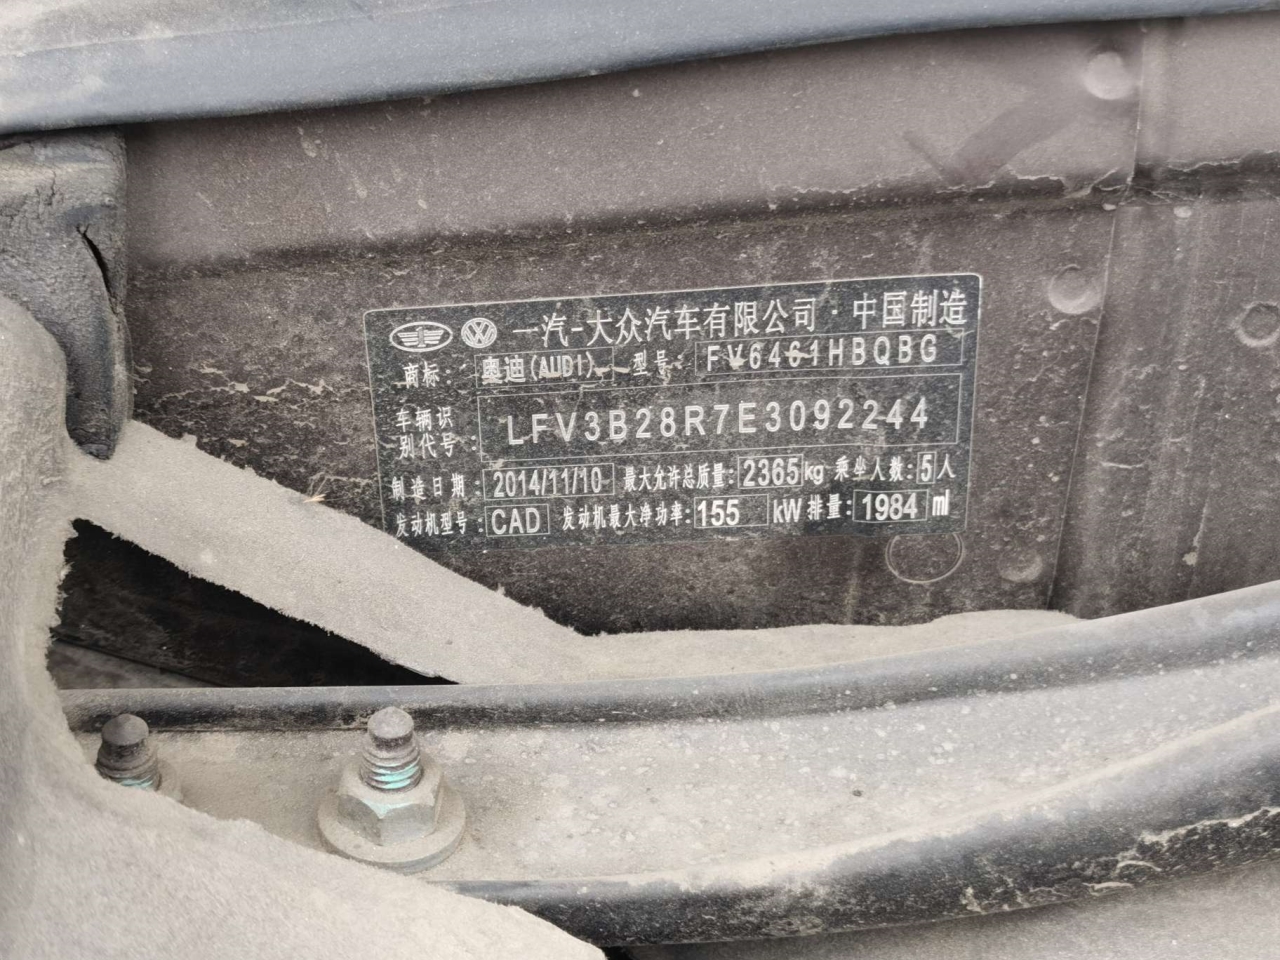 一汽-大众汽车有限公司·中国制造
商标: 奥迪(AUDI) 型号: FV6461HBQBG
车辆识别代号: LFV3B28R7E3092244
制造日期: 2014/11/10 最大允许总质量: 2365kg 乘坐人数: 5人
发动机型号: CAD 发动机最大净功率: 155 kW 排量: 1984 ml